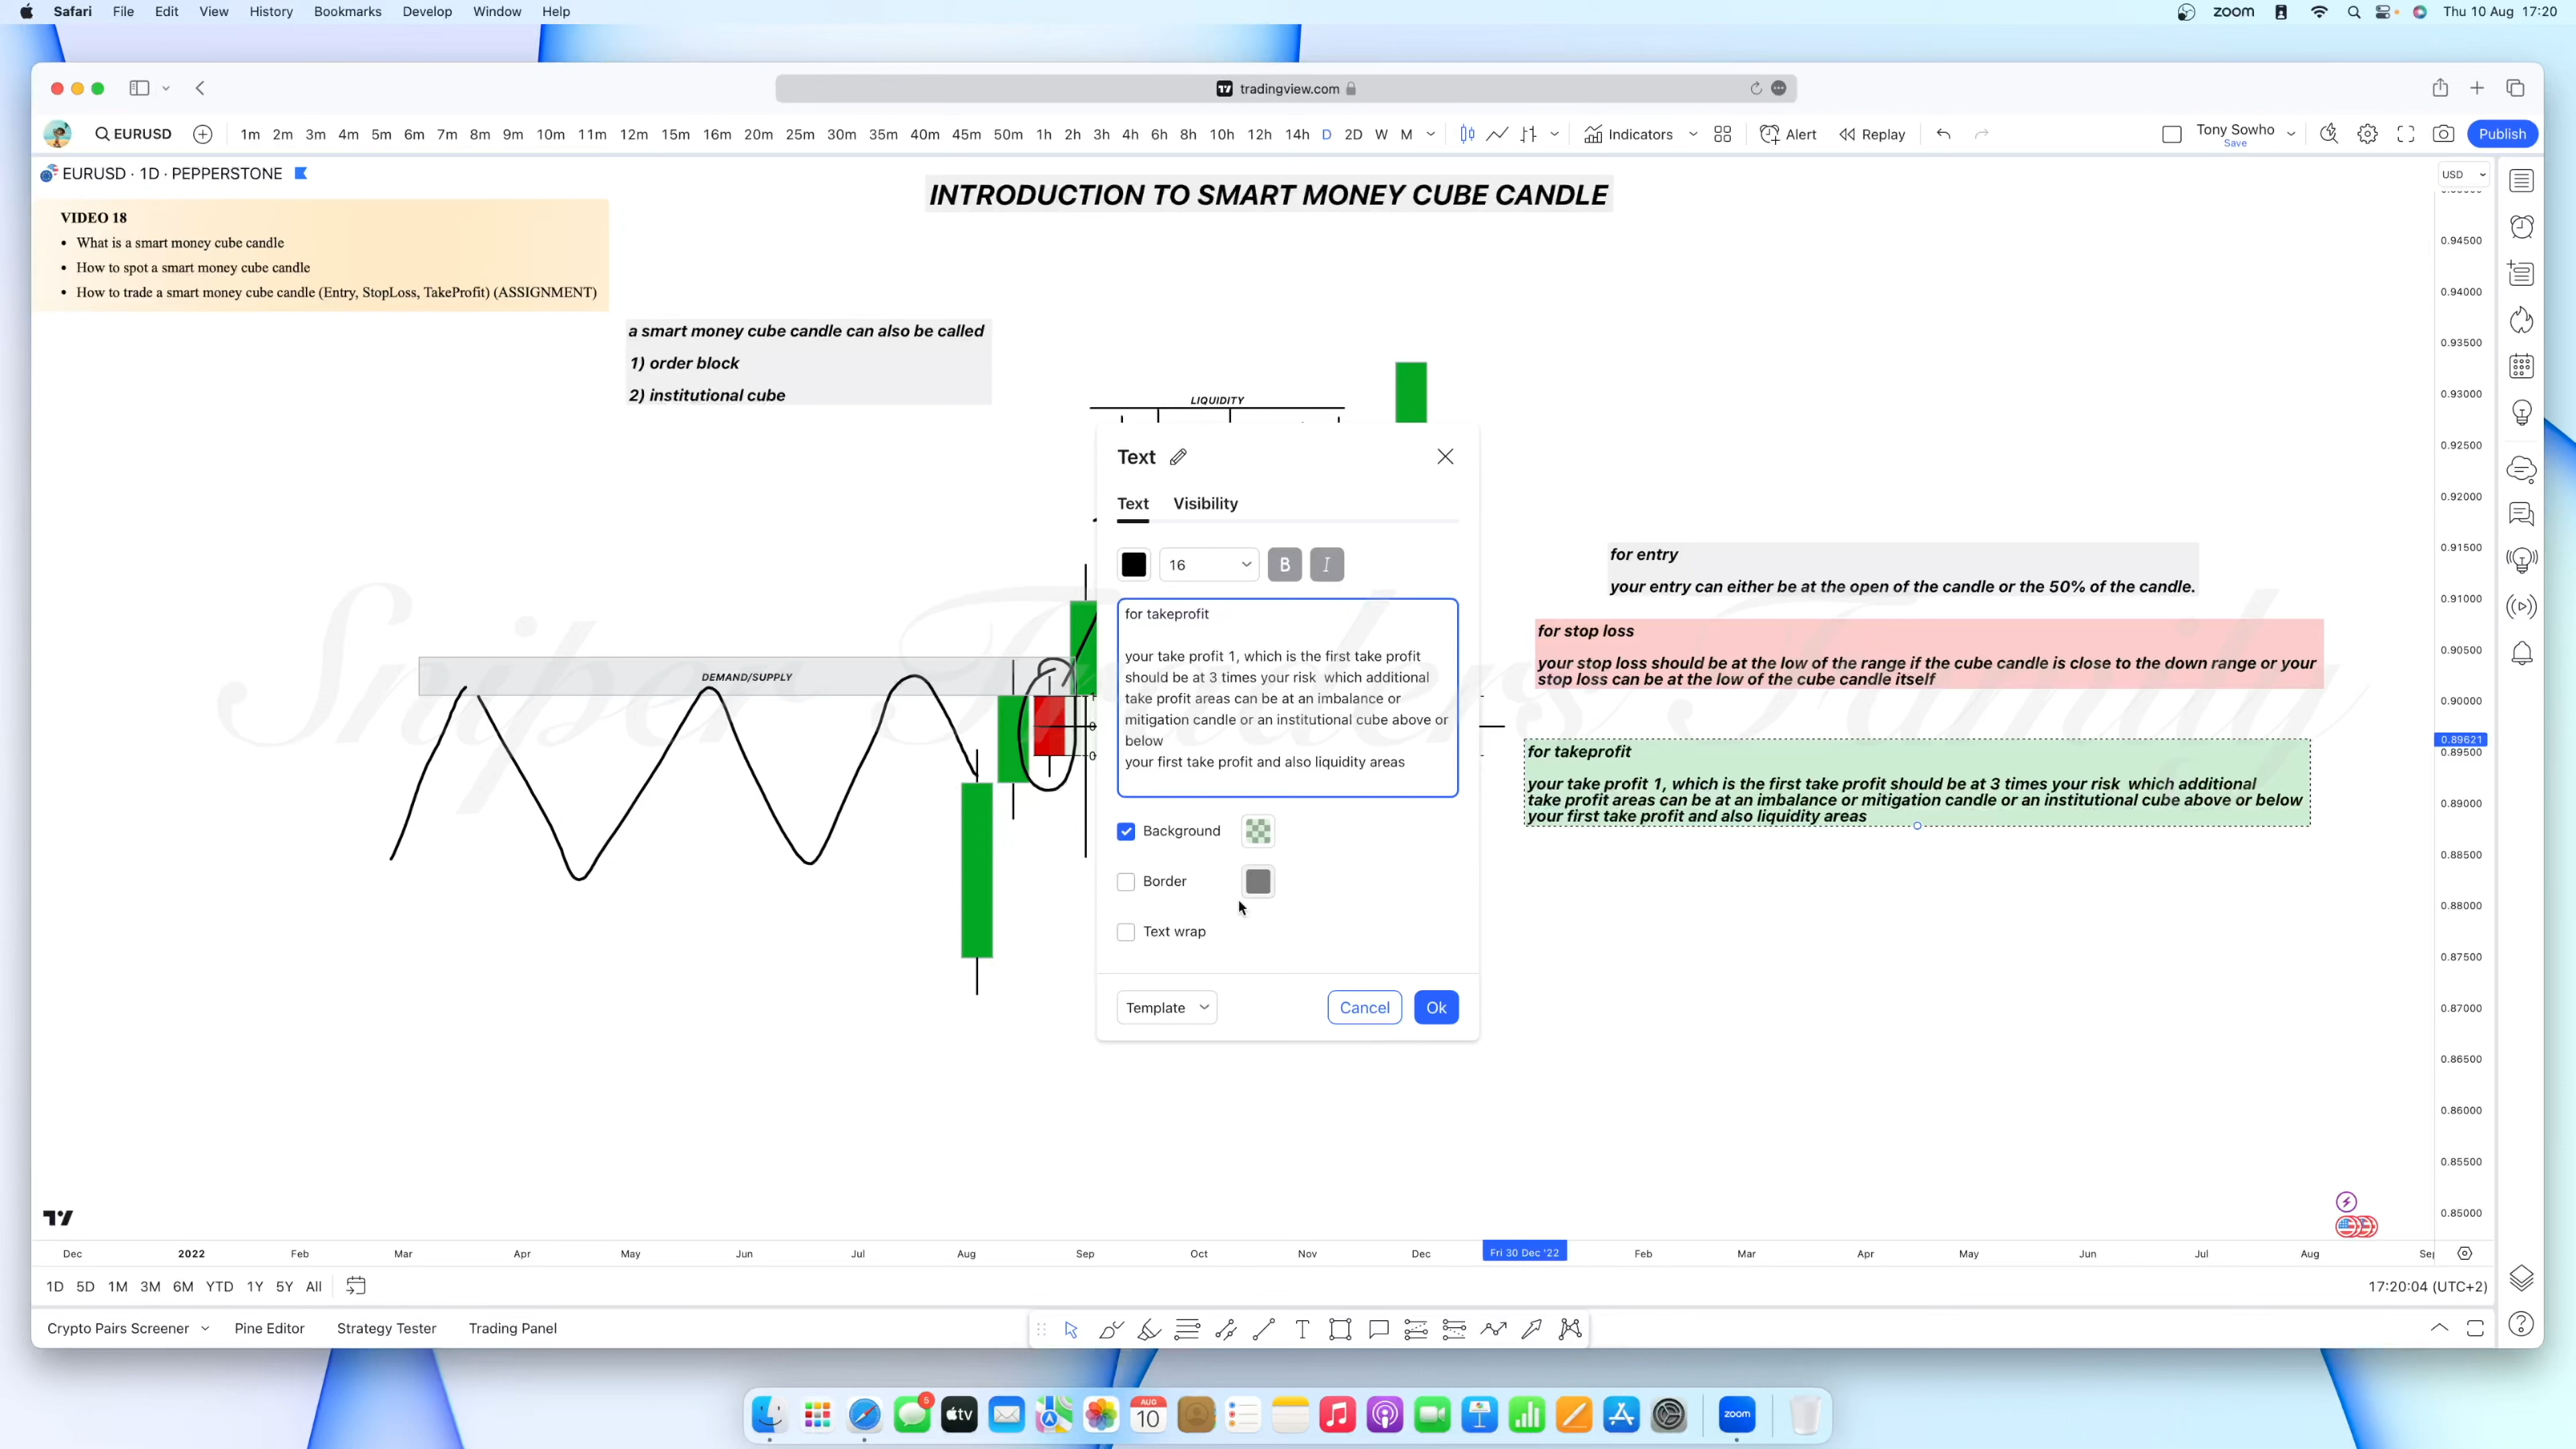 Safari File Edit View History Bookmarks Develop Window Help
zoom Thu 10 Aug 17:20
tradingview.com
EURUSD 1m 2m 3m 4m 5m 6m 7m 8m 9m 10m 11m 12m 15m 16m 20m 25m 30m 35m 40m 45m 50m 1h 2h 3h 4h 6h 8h 10h 12h 14h D 2D W M Indicators Alert Replay
Tony Sowho
Save
Publish
EURUSD · 1D · PEPPERSTONE
USD
INTRODUCTION TO SMART MONEY CUBE CANDLE
VIDEO 18
• What is a smart money cube candle
• How to spot a smart money cube candle
• How to trade a smart money cube candle (Entry, StopLoss, TakeProfit) (ASSIGNMENT)
a smart money cube candle can also be called
1) order block
2) institutional cube
LIQUIDITY
DEMAND/SUPPLY
Text
Text Visibility
16 B I
for takeprofit
your take profit 1, which is the first take profit
should be at 3 times your risk  which additional
take profit areas can be at an imbalance or
mitigation candle or an institutional cube above or
below
your first take profit and also liquidity areas
Background
Border
Text wrap
Template Cancel Ok
for entry
your entry can either be at the open of the candle or the 50% of the candle.
for stop loss
your stop loss should be at the low of the range if the cube candle is close to the down range or your
stop loss can be at the low of the cube candle itself
for takeprofit
your take profit 1, which is the first take profit should be at 3 times your risk  which additional
take profit areas can be at an imbalance or mitigation candle or an institutional cube above or below
your first take profit and also liquidity areas
Sniper Traders Family
0.94500
0.94000
0.93500
0.93000
0.92500
0.92000
0.91500
0.91000
0.90500
0.90000
0.89621
0.89500
0.89000
0.88500
0.88000
0.87500
0.87000
0.86500
0.86000
0.85500
0.85000
Dec 2022 Feb Mar Apr May Jun Jul Aug Sep Oct Nov Dec Fri 30 Dec '22 Feb Mar Apr May Jun Jul Aug
1D 5D 1M 3M 6M YTD 1Y 5Y All
17:20:04 (UTC+2)
Crypto Pairs Screener Pine Editor Strategy Tester Trading Panel
5
tv
AUG
10
zoom